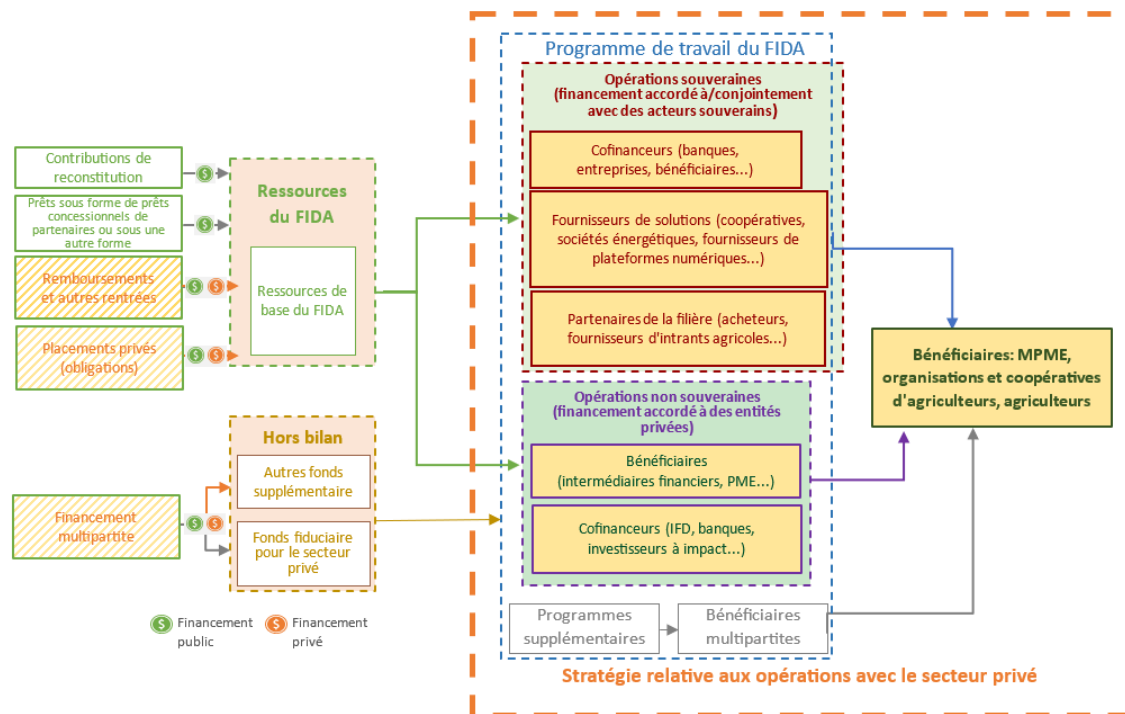 Programme de travail du FIDA
Opérations souveraines
(financement accordé à/conjointement
avec des acteurs souverains)
Cofinanceurs (banques,
entreprises, bénéficiaires...)
Fournisseurs de solutions (coopératives,
sociétés énergétiques, fournisseurs de
plateformes numériques...)
Partenaires de la filière (acheteurs,
fournisseurs d'intrants agricoles...)
Contributions de
reconstitution
$
Prêts sous forme de prêts
concessionnels de
partenaires ou sous une
autre forme
$
Remboursements
et autres rentrées
$ $
Placements privés
(obligations)
$ $
Ressources
du FIDA
Ressources de
base du FIDA
Bénéficiaires: MPME,
organisations et coopératives
d'agriculteurs, agriculteurs
Opérations non souveraines
(financement accordé à des entités
privées)
Bénéficiaires
(intermédiaires financiers, PME...)
Cofinanceurs (IFD, banques,
investisseurs à impact...)
Hors bilan
Autres fonds
supplémentaire
Fonds fiduciaire
pour le secteur
privé
Financement
multipartite
$ $
Programmes
supplémentaires
Bénéficiaires
multipartites
$ Financement
public
$ Financement
privé
Stratégie relative aux opérations avec le secteur privé